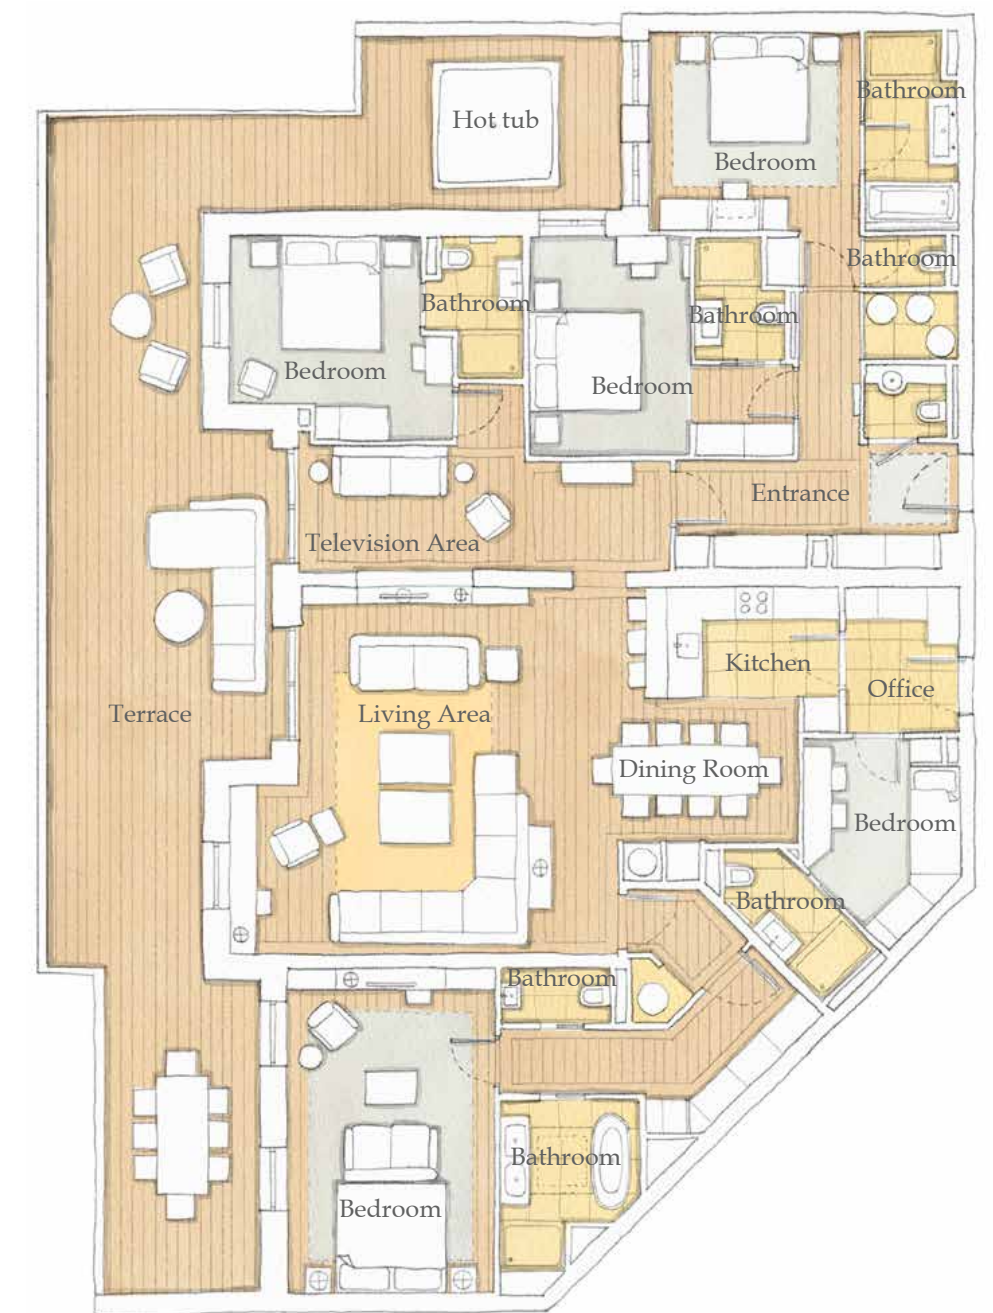 Bathroom
Hot tub
Bedroom
Bathroom
Bathroom
Bathroom
Bedroom
Bedroom
Entrance
Television Area
Kitchen
Office
Terrace
Living Area
Dining Room
Bedroom
Bathroom
Bathroom
Bathroom
Bedroom